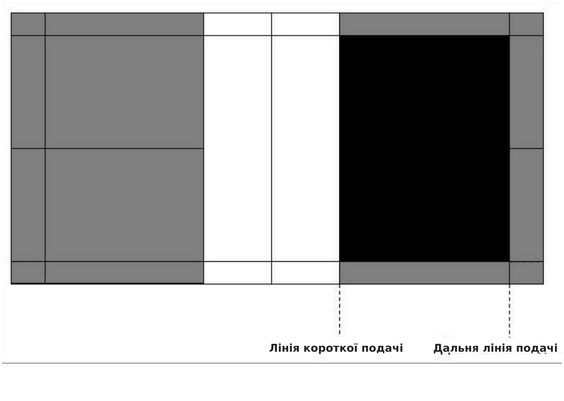 Лінія короткої подачі
Дальня лінія подачі